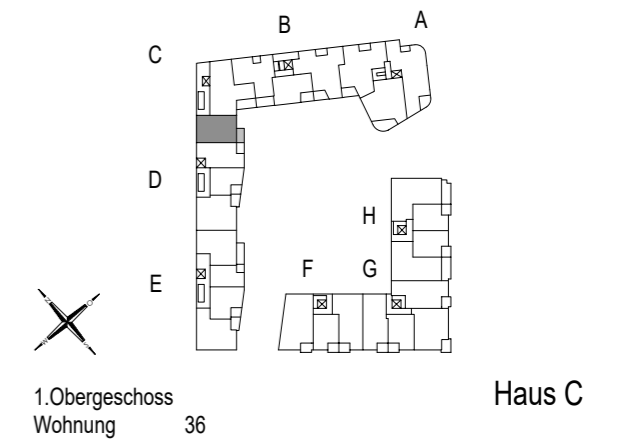 A
B
C
D
H
F G
E
N O
W S
1.Obergeschoss
Wohnung 36
Haus C